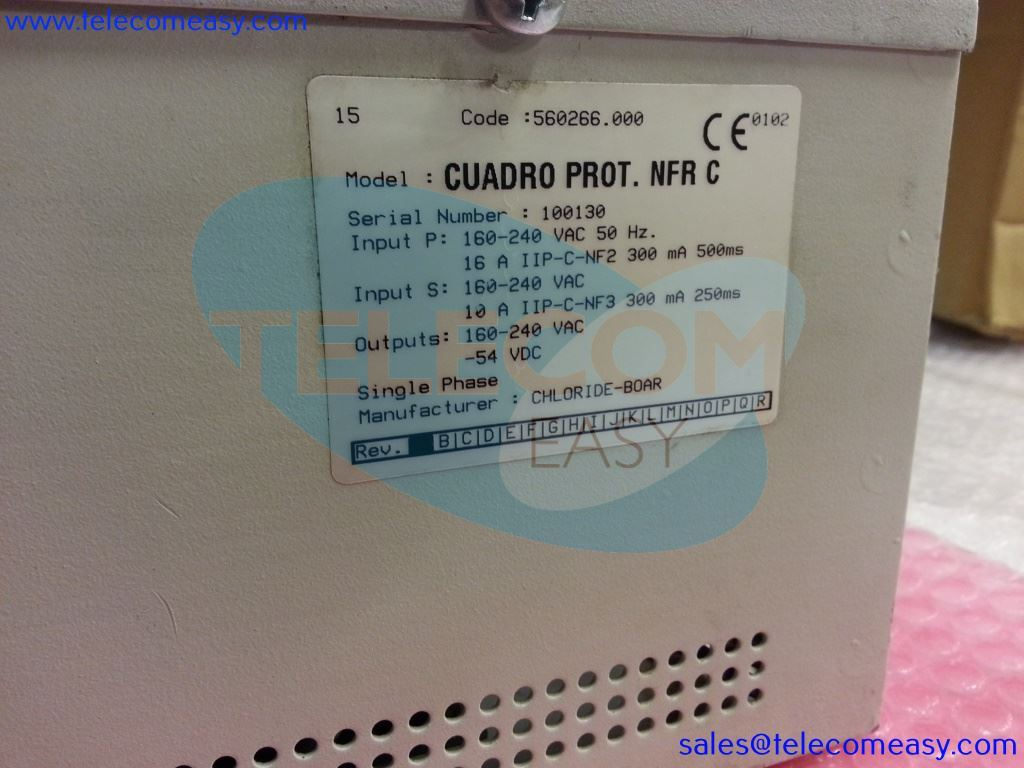 www.telecomeasy.com
15 Code :560266.000 CE 0102
Model : CUADRO PROT. NFR C
Serial Number : 100130
Input P: 160-240 VAC 50 Hz.
16 A IIP-C-NF2 300 mA 500ms
Input S: 160-240 VAC
10 A IIP-C-NF3 300 mA 250ms
Outputs: 160-240 VAC
-54 VDC
Single Phase
Manufacturer : CHLORIDE-BOAR
Rev. B C D E F G H I J K L M N O P Q R
TELECOM
EASY
sales@telecomeasy.com